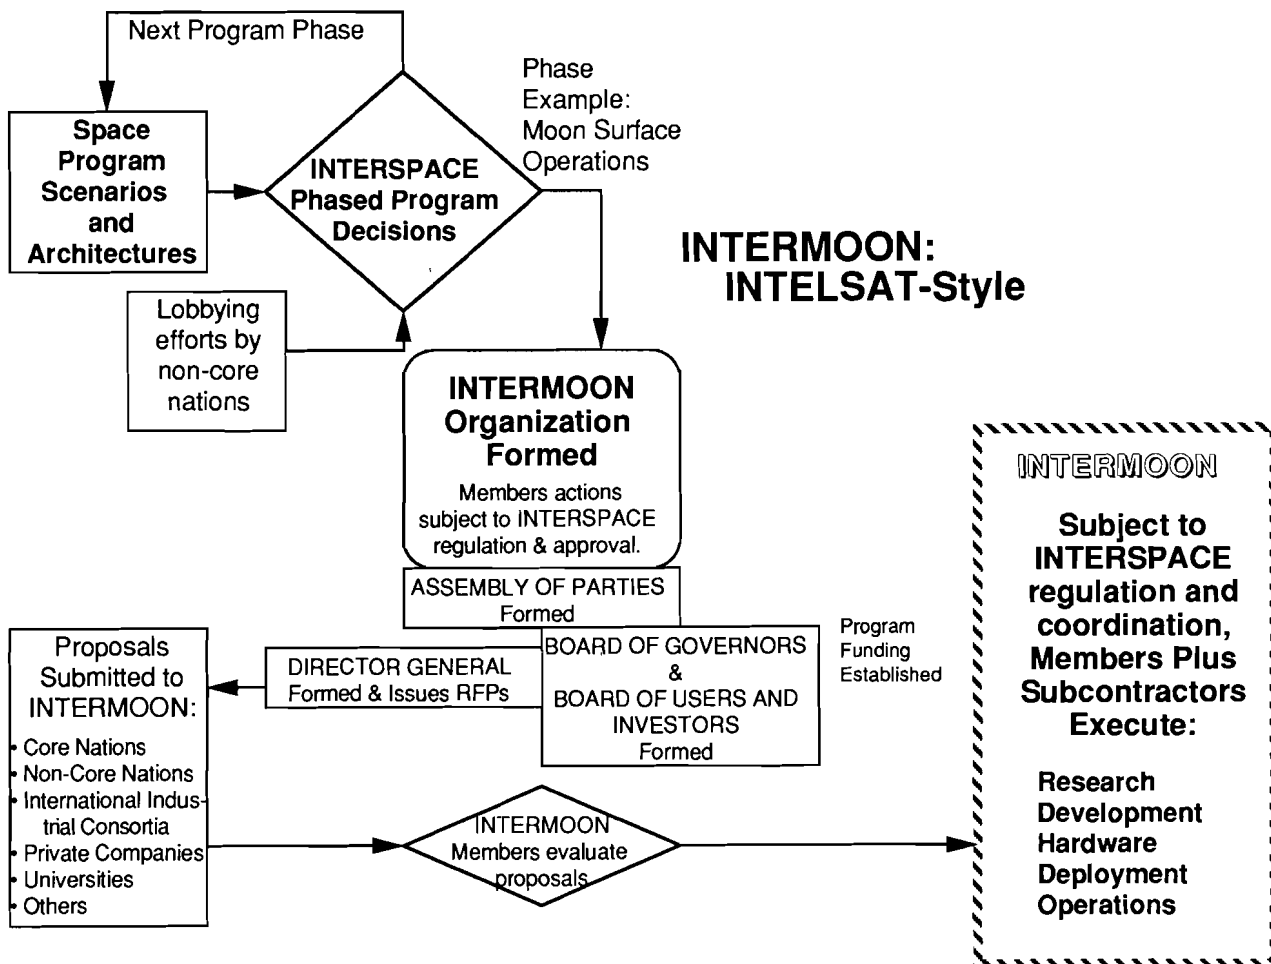 Next Program Phase
Space
Program
Scenarios
and
Architectures
INTERSPACE
Phased Program
Decisions
Phase
Example:
Moon Surface
Operations
INTERMOON:
INTELSAT-Style
Lobbying
efforts by
non-core
nations
INTERMOON
Organization
Formed
Members actions
subject to INTERSPACE
regulation & approval.
ASSEMBLY OF PARTIES
Formed
BOARD OF GOVERNORS
&
BOARD OF USERS AND
INVESTORS
Formed
Program
Funding
Established
DIRECTOR GENERAL
Formed & Issues RFPs
Proposals
Submitted to
INTERMOON:
• Core Nations
• Non-Core Nations
• International Indus-
trial Consortia
• Private Companies
• Universities
• Others
INTERMOON
Members evaluate
proposals
INTERMOON
Subject to
INTERSPACE
regulation and
coordination,
Members Plus
Subcontractors
Execute:
Research
Development
Hardware
Deployment
Operations